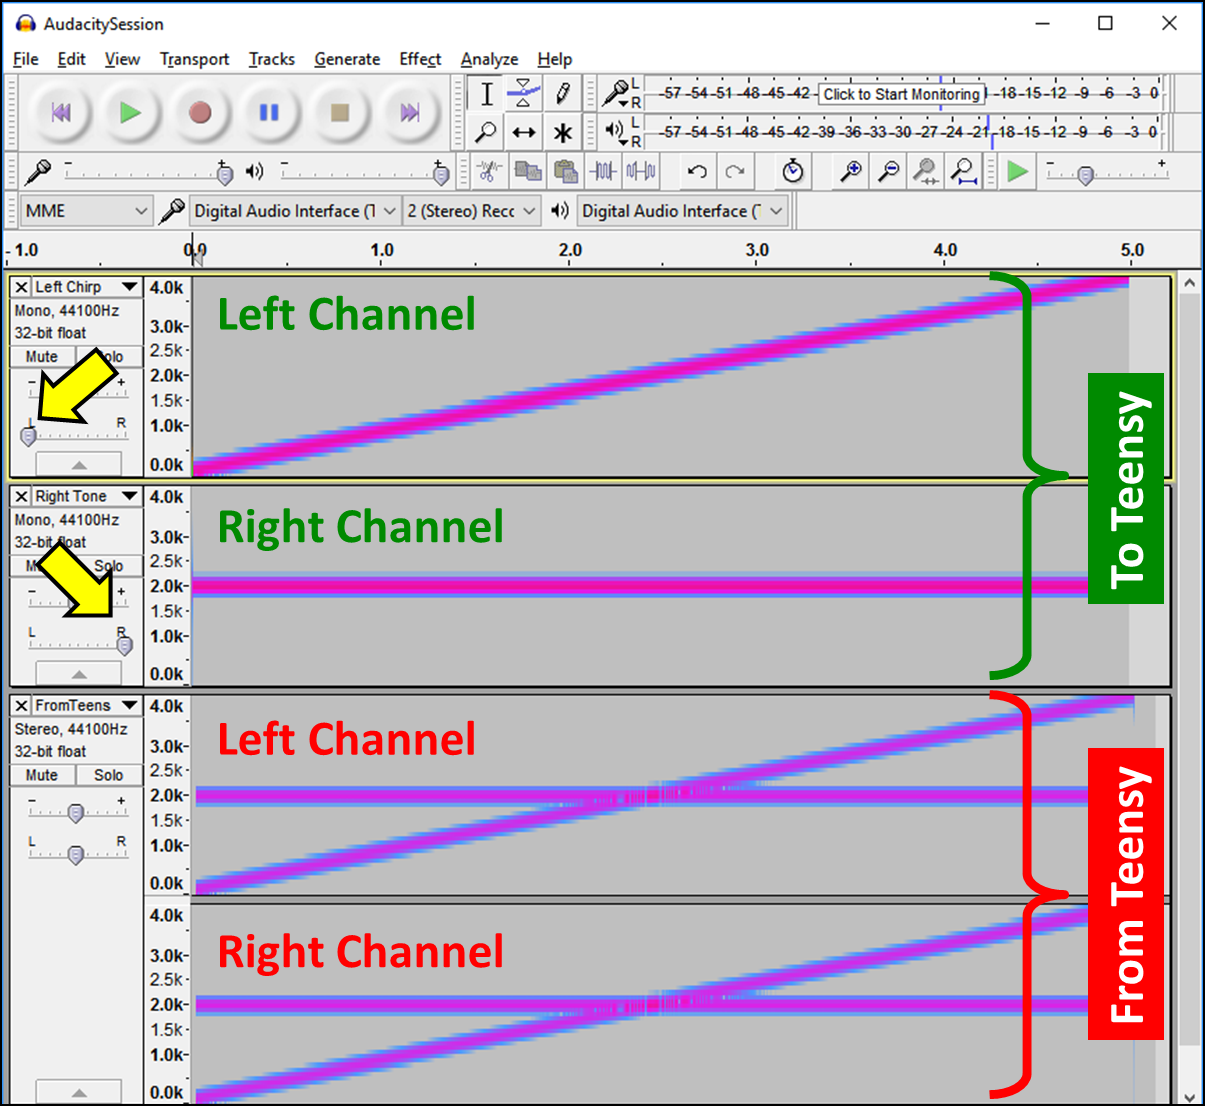 AudacitySession
File Edit View Transport Tracks Generate Effect Analyze Help
L
R
-57 -54 -51 -48 -45 -42 - Click to Start Monitoring -18 -15 -12 -9 -6 -3 0
L
R
-57 -54 -51 -48 -45 -42 -39 -36 -33 -30 -27 -24 -21 -18 -15 -12 -9 -6 -3 0
- + - + - +
MME Digital Audio Interface (T 2 (Stereo) Recc Digital Audio Interface (
- 1.0 0.0 1.0 2.0 3.0 4.0 5.0
Left Chirp
Mono, 44100Hz
32-bit float
Mute Solo
- +
L R
4.0k
3.0k-
2.5k-
2.0k-
1.5k-
1.0k-
0.0k
Left Channel
Right Tone
Mono, 44100Hz
32-bit float
Solo
- +
L R
4.0k
3.0k-
2.5k-
2.0k-
1.5k-
1.0k-
0.0k
Right Channel
To Teensy
FromTeens
Stereo, 44100Hz
32-bit float
Mute Solo
- +
L R
4.0k
3.0k-
2.5k-
2.0k-
1.5k-
1.0k-
0.0k
Left Channel
4.0k
3.0k-
2.5k-
2.0k-
1.5k-
1.0k-
0.0k
Right Channel
From Teensy